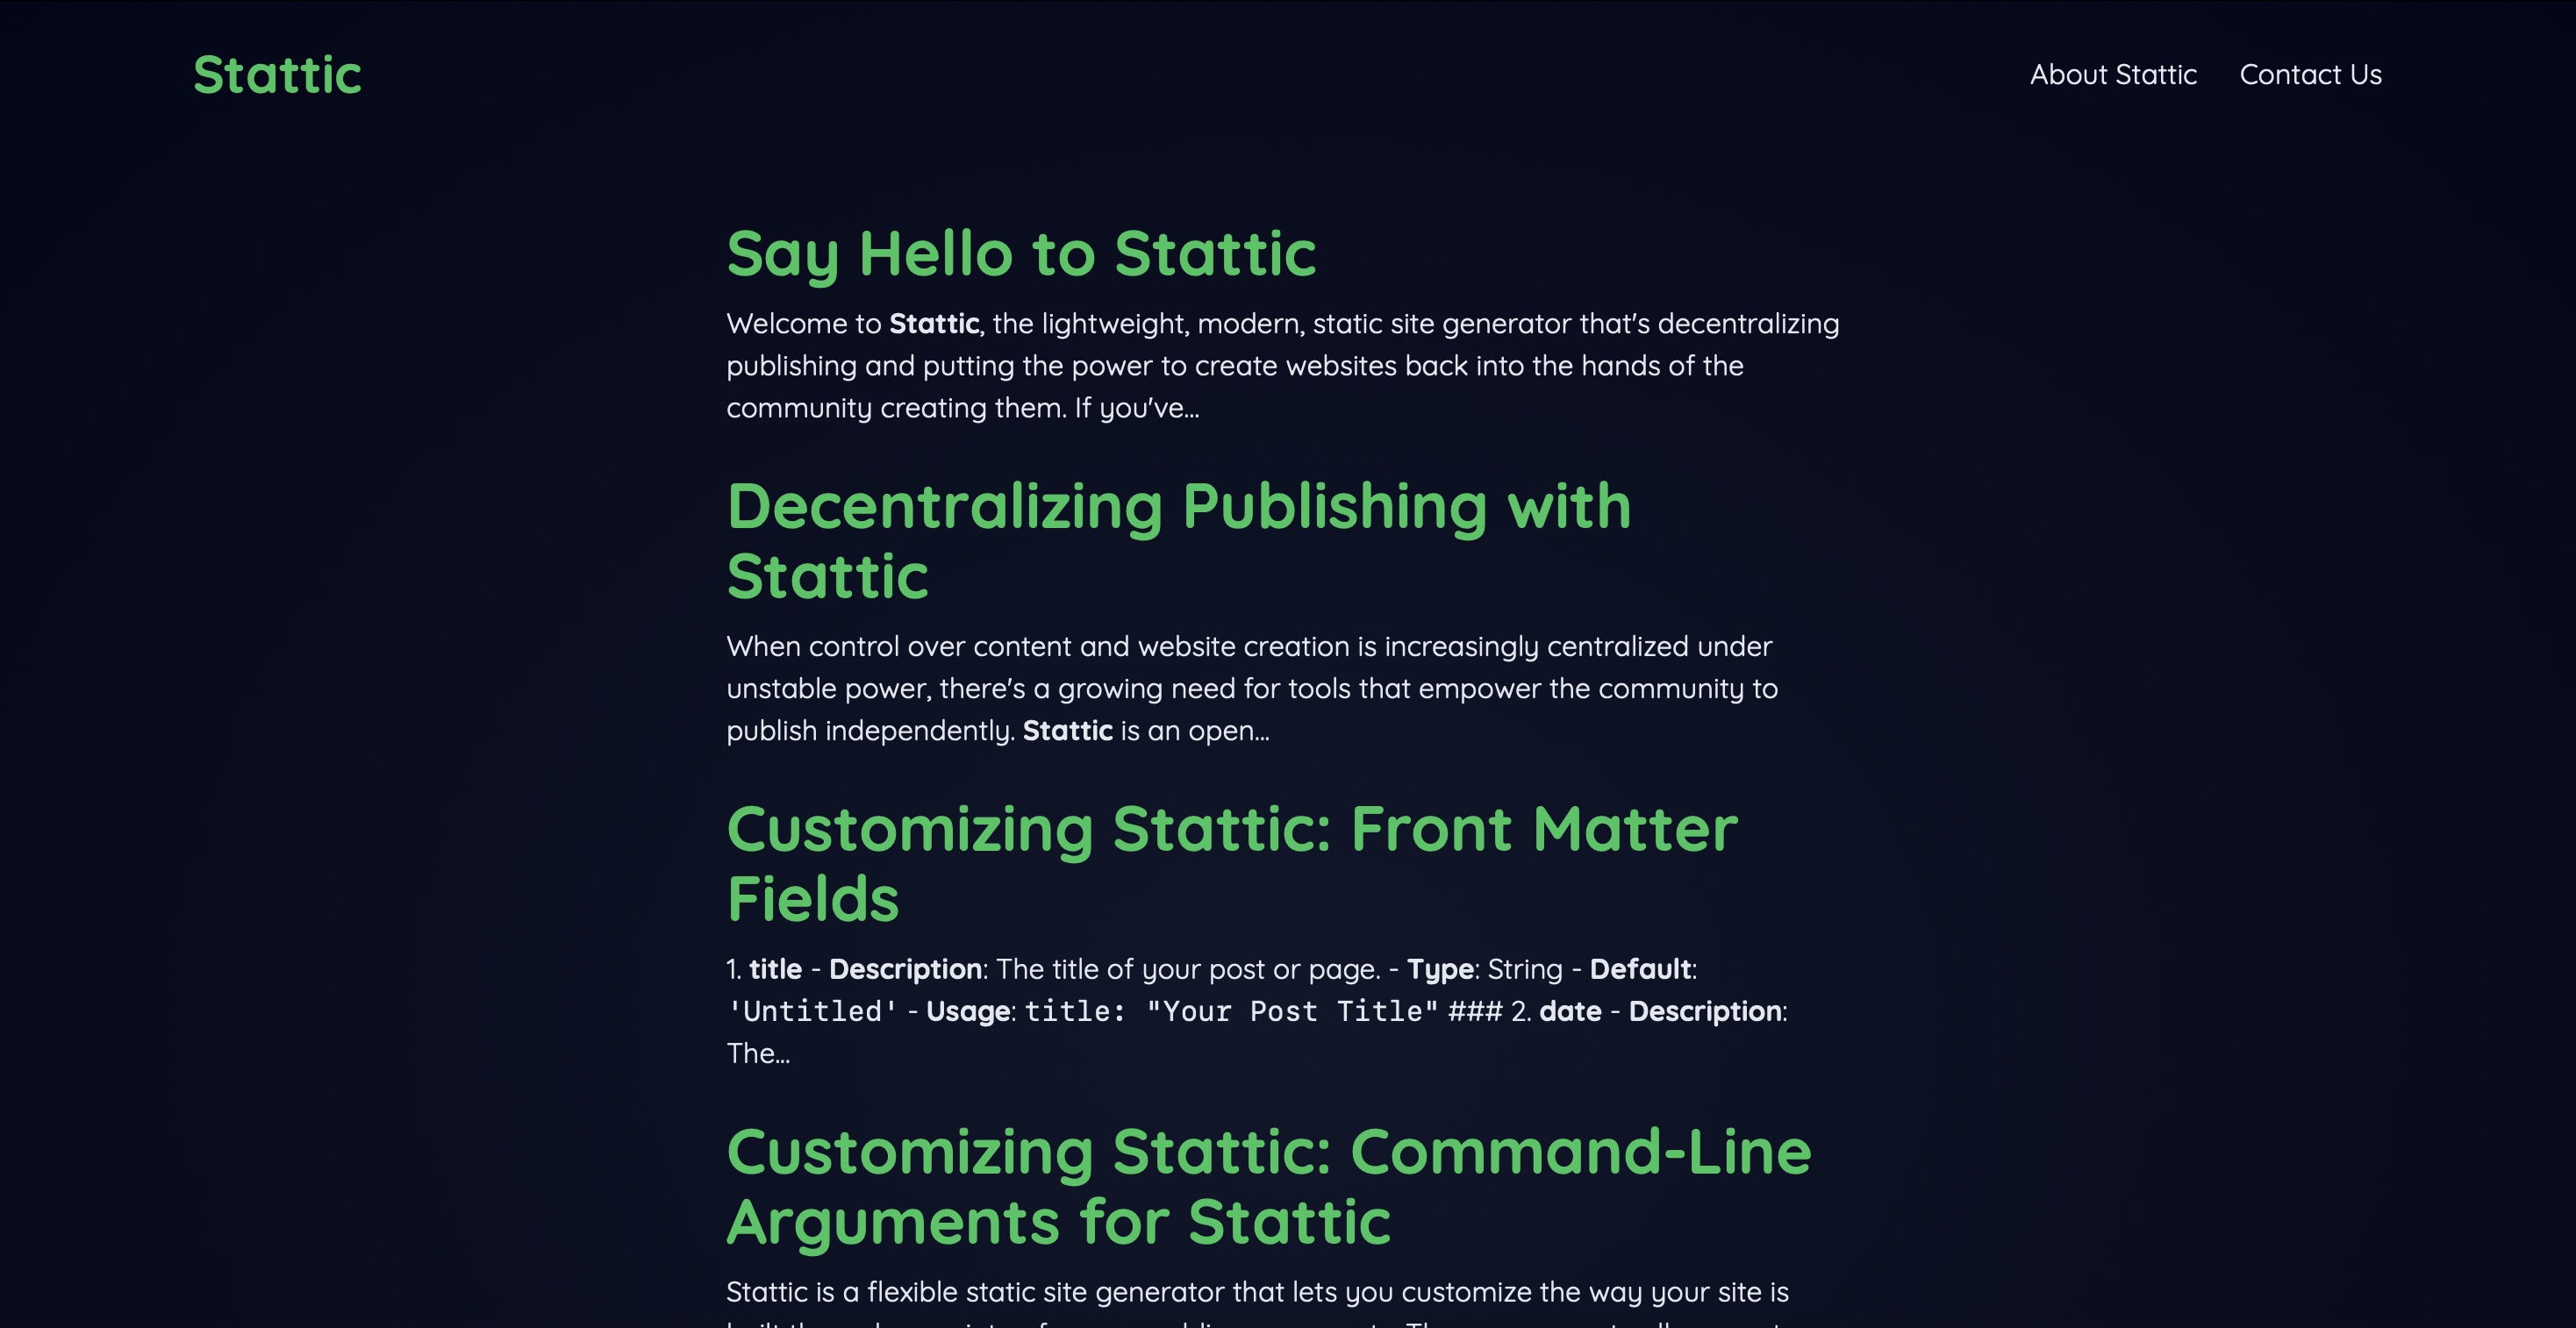 Stattic
About Stattic Contact Us
Say Hello to Stattic
Welcome to Stattic, the lightweight, modern, static site generator that's decentralizing
publishing and putting the power to create websites back into the hands of the
community creating them. If you've...
Decentralizing Publishing with
Stattic
When control over content and website creation is increasingly centralized under
unstable power, there's a growing need for tools that empower the community to
publish independently. Stattic is an open...
Customizing Stattic: Front Matter
Fields
1. title - Description: The title of your post or page. - Type: String - Default:
'Untitled' - Usage: title: "Your Post Title" ### 2. date - Description:
The...
Customizing Stattic: Command-Line
Arguments for Stattic
Stattic is a flexible static site generator that lets you customize the way your site is